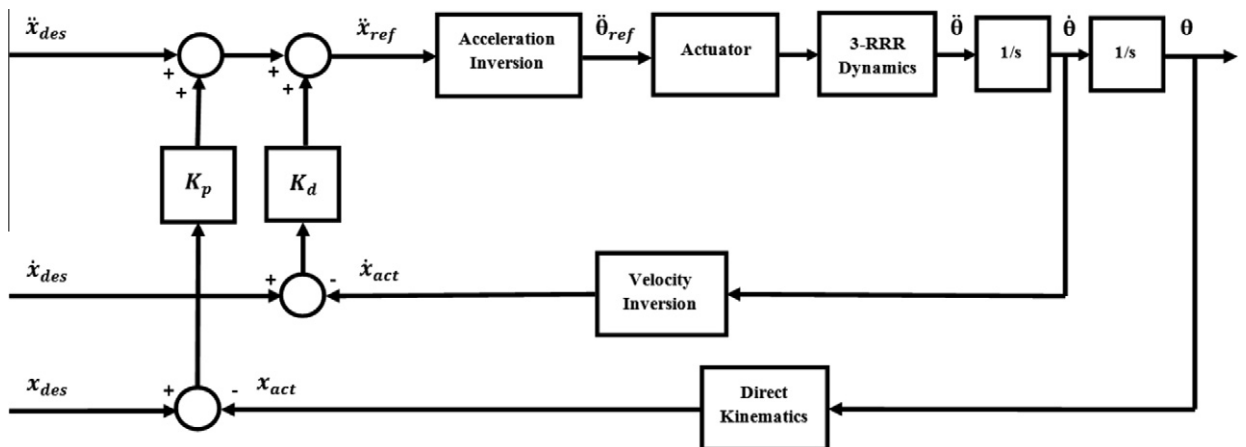 ẍ_des
ẍ_ref
Acceleration
Inversion
θ̈_ref
Actuator
3-RRR
Dynamics
θ̈
1/s
θ̇
1/s
θ
+
+
+
+
K_p
K_d
ẋ_des
+
-
ẋ_act
Velocity
Inversion
x_des
+
-
x_act
Direct
Kinematics